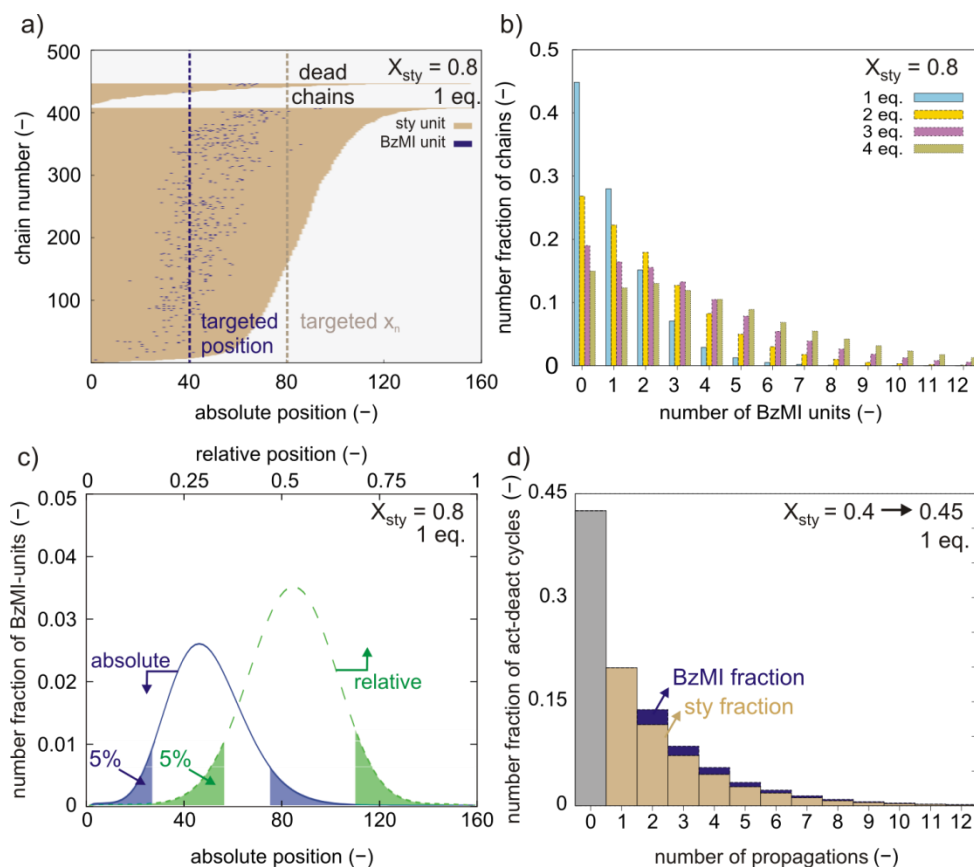 a)
500
400
300
200
100
chain number (−)
X_sty = 0.8
dead
chains
1 eq.
sty unit
BzMI unit
targeted
position
targeted x_n
0
40
80
120
160
absolute position (−)
b)
0.5
0.4
0.3
0.2
0.1
0
number fraction of chains (−)
X_sty = 0.8
1 eq.
2 eq.
3 eq.
4 eq.
0 1 2 3 4 5 6 7 8 9 10 11 12
number of BzMI units (−)
c)
relative position (−)
0
0.25
0.5
0.75
1
0.05
0.04
0.03
0.02
0.01
0
number fraction of BzMI-units (−)
X_sty = 0.8
1 eq.
absolute
relative
5%
5%
0
40
80
120
160
absolute position (−)
d)
0.45
0.3
0.15
0
number fraction of act-deact cycles (−)
X_sty = 0.4 → 0.45
1 eq.
BzMI fraction
sty fraction
0 1 2 3 4 5 6 7 8 9 10 11 12
number of propagations (−)